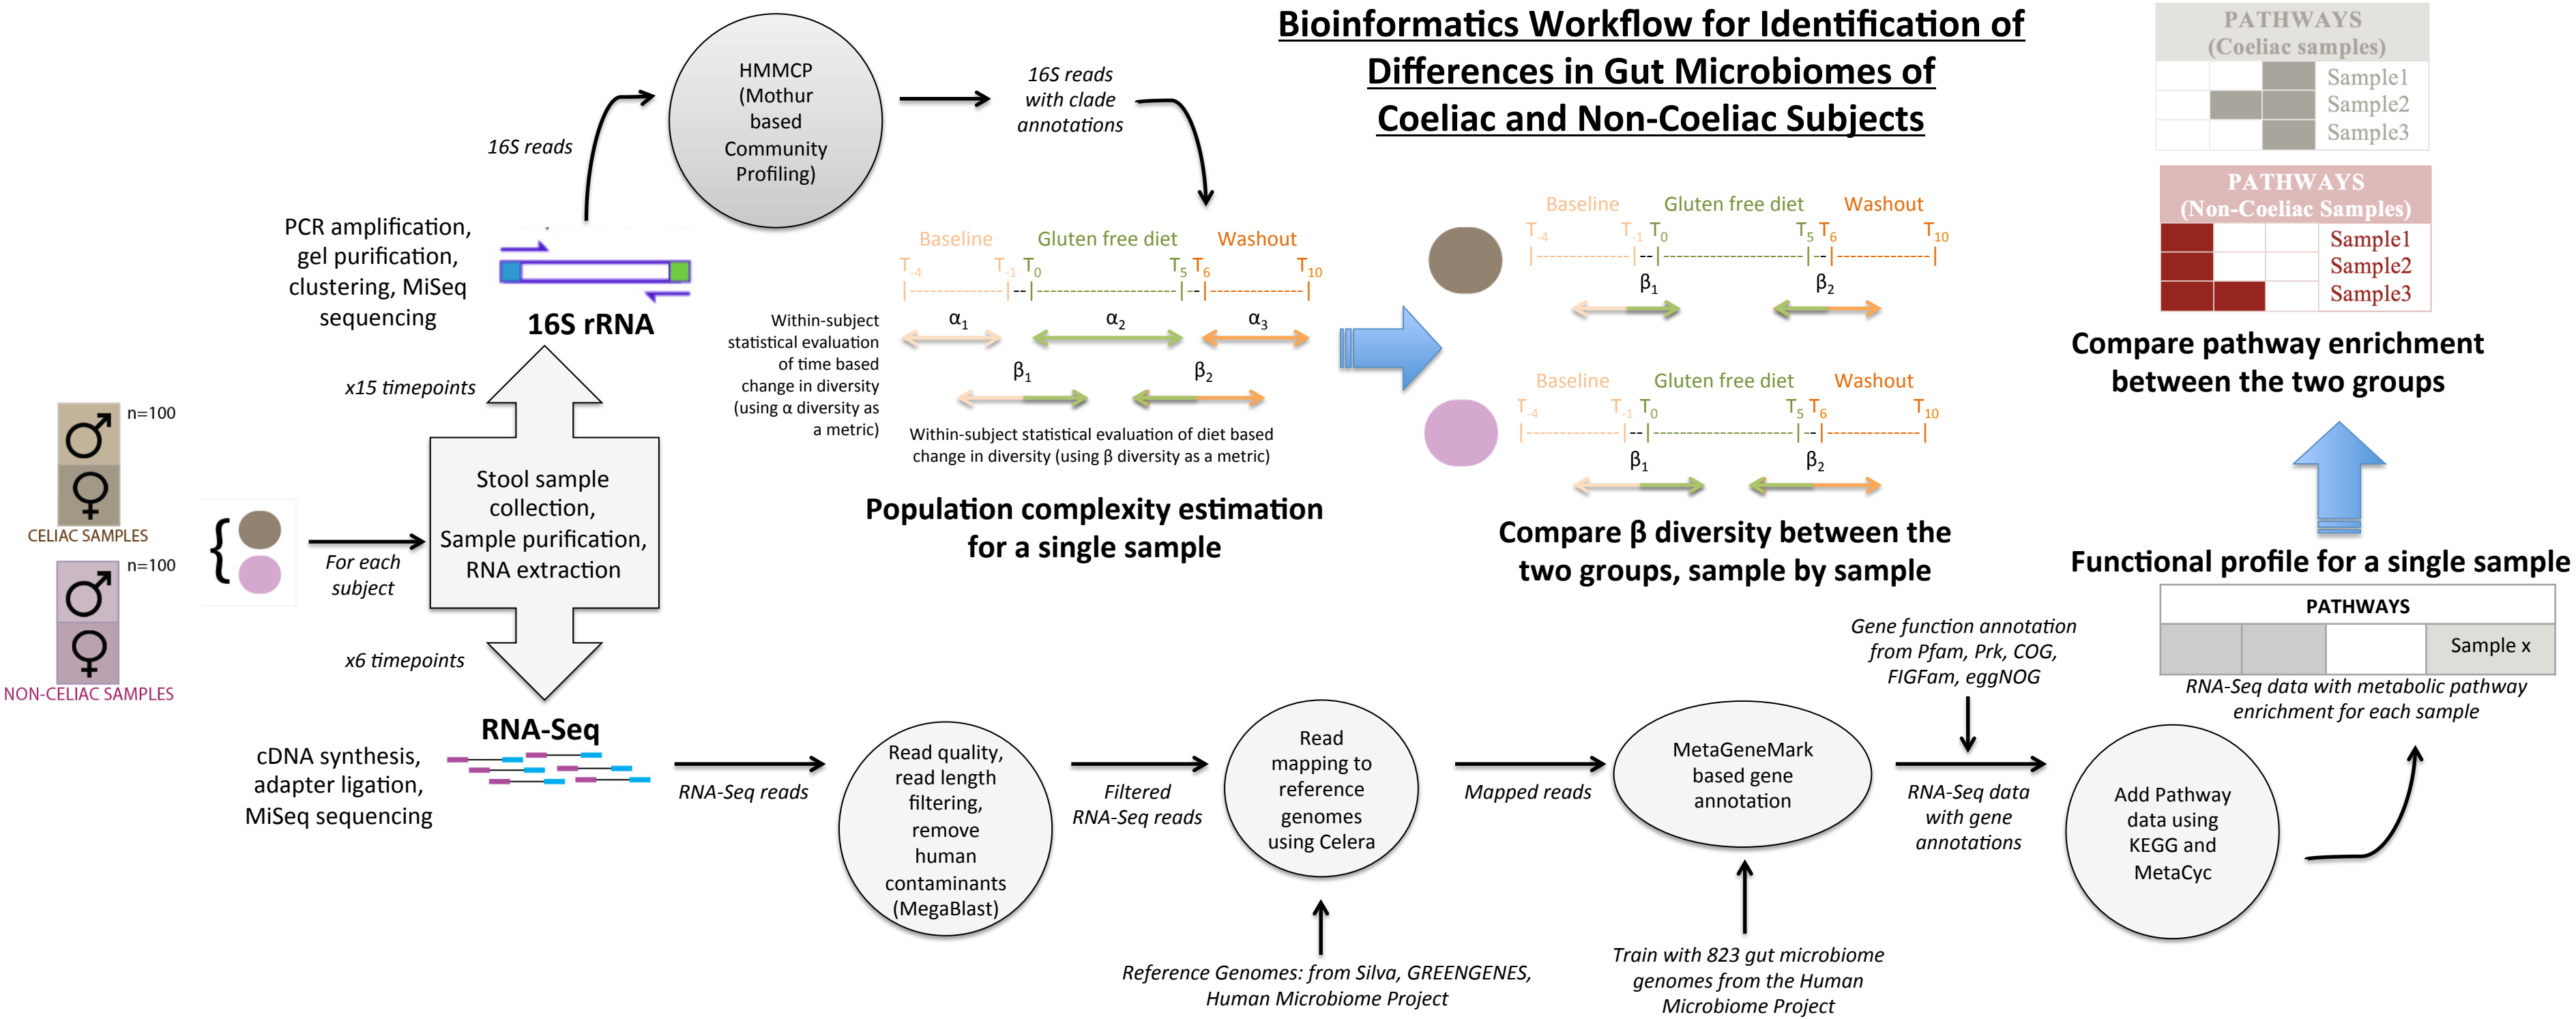 Bioinformatics Workflow for Identification of
Differences in Gut Microbiomes of
Coeliac and Non-Coeliac Subjects
n=100
CELIAC SAMPLES
n=100
NON-CELIAC SAMPLES
{
For each
subject
Stool sample
collection,
Sample purification,
RNA extraction
x15 timepoints
16S rRNA
PCR amplification,
gel purification,
clustering, MiSeq
sequencing
16S reads
HMMCP
(Mothur
based
Community
Profiling)
16S reads
with clade
annotations
Baseline Gluten free diet Washout
T-4 T-1 T0 T5 T6 T10
α1 α2 α3
Within-subject
statistical evaluation
of time based
change in diversity
(using α diversity as
a metric)
β1 β2
Within-subject statistical evaluation of diet based
change in diversity (using β diversity as a metric)
Population complexity estimation
for a single sample
Baseline Gluten free diet Washout
T-4 T-1 T0 T5 T6 T10
β1 β2
Baseline Gluten free diet Washout
T-4 T-1 T0 T5 T6 T10
β1 β2
Compare β diversity between the
two groups, sample by sample
x6 timepoints
RNA-Seq
cDNA synthesis,
adapter ligation,
MiSeq sequencing
RNA-Seq reads
Read quality,
read length
filtering,
remove
human
contaminants
(MegaBlast)
Filtered
RNA-Seq reads
Read
mapping to
reference
genomes
using Celera
Reference Genomes: from Silva, GREENGENES,
Human Microbiome Project
Mapped reads
MetaGeneMark
based gene
annotation
Train with 823 gut microbiome
genomes from the Human
Microbiome Project
Gene function annotation
from Pfam, Prk, COG,
FIGFam, eggNOG
RNA-Seq data
with gene
annotations
Add Pathway
data using
KEGG and
MetaCyc
Functional profile for a single sample
PATHWAYS
Sample x
RNA-Seq data with metabolic pathway
enrichment for each sample
PATHWAYS
(Coeliac samples)
Sample1
Sample2
Sample3
PATHWAYS
(Non-Coeliac Samples)
Sample1
Sample2
Sample3
Compare pathway enrichment
between the two groups